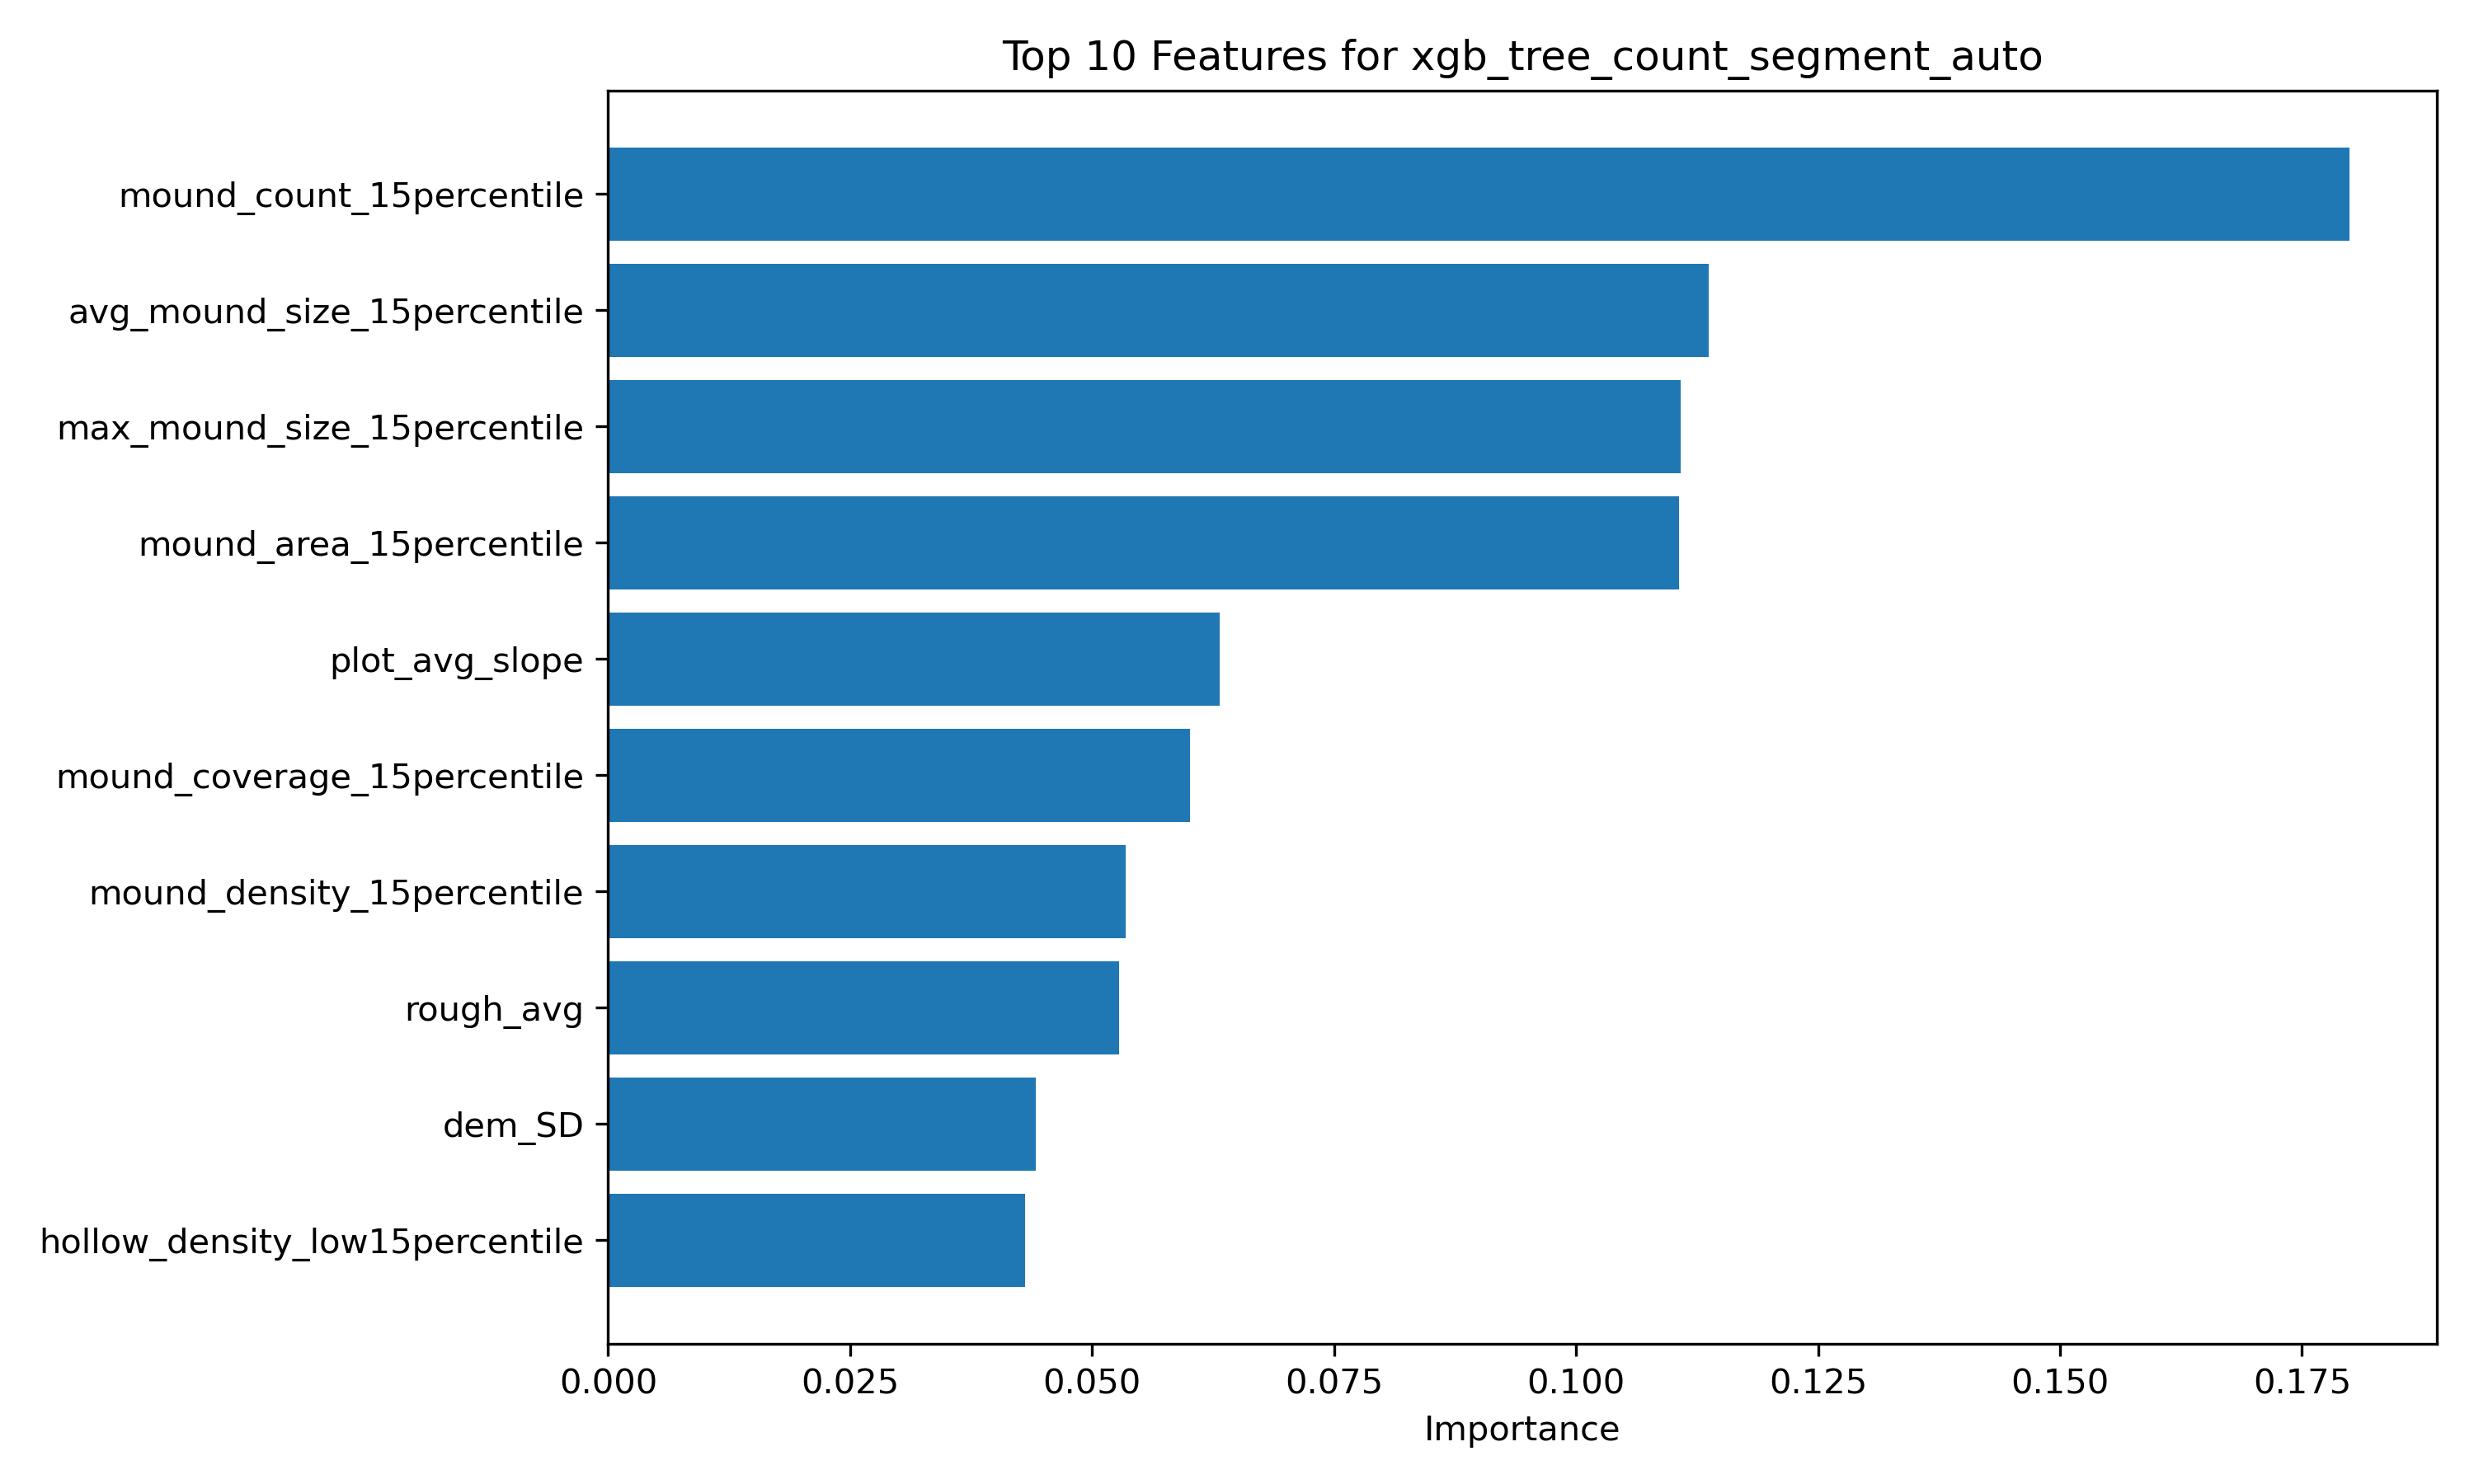 Top 10 Features for xgb_tree_count_segment_auto
mound_count_15percentile
avg_mound_size_15percentile
max_mound_size_15percentile
mound_area_15percentile
plot_avg_slope
mound_coverage_15percentile
mound_density_15percentile
rough_avg
dem_SD
hollow_density_low15percentile
0.000 0.025 0.050 0.075 0.100 0.125 0.150 0.175
Importance